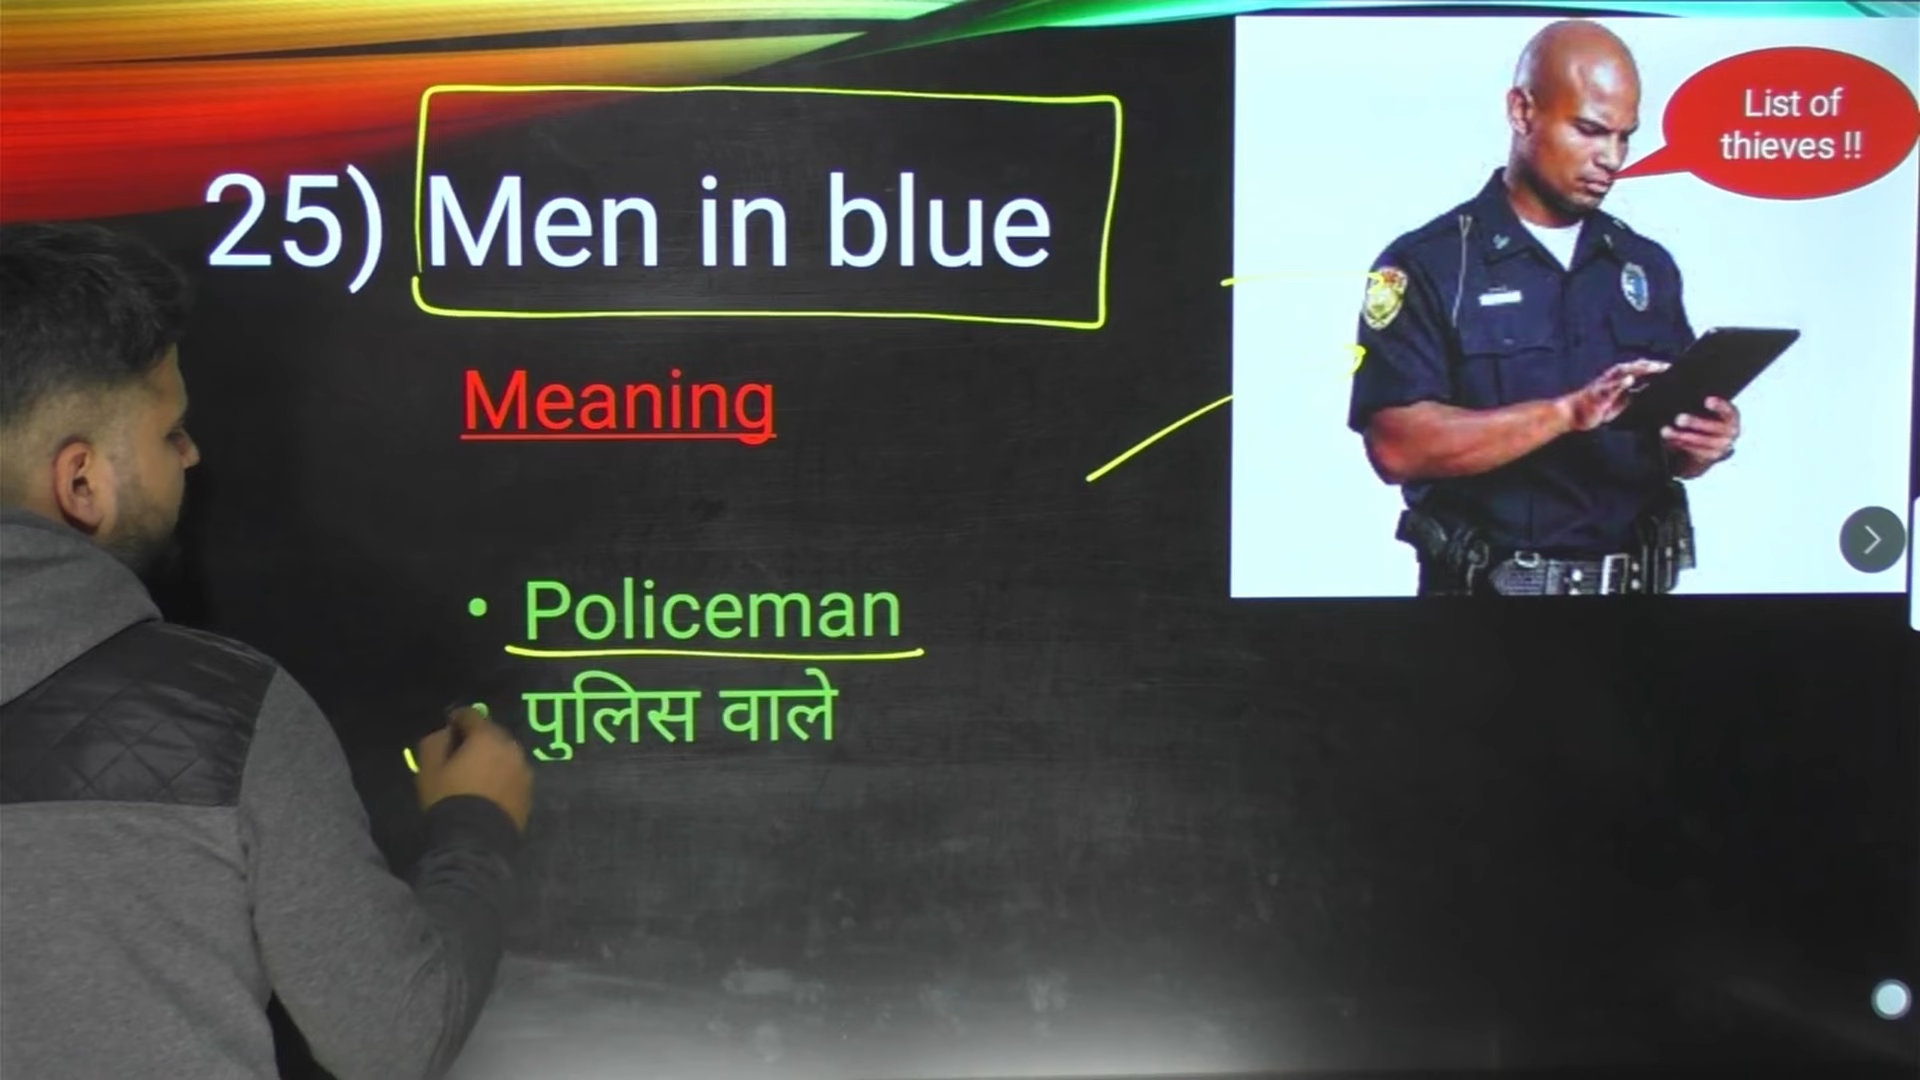 25) Men in blue
Meaning
• Policeman
• पुलिस वाले
List of
thieves !!